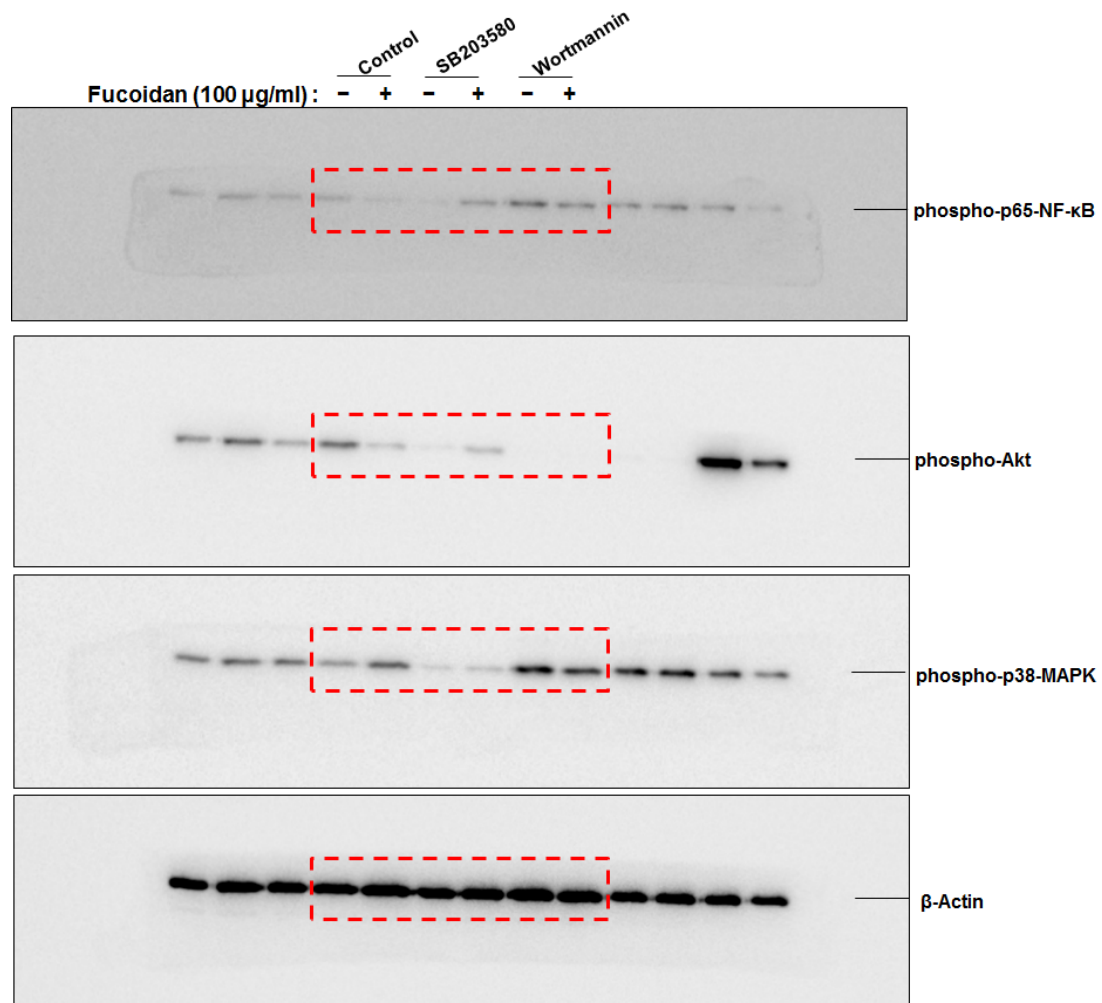 Control SB203580 Wortmannin
Fucoidan (100 µg/ml) : − + − + − +
phospho-p65-NF-κB
phospho-Akt
phospho-p38-MAPK
β-Actin